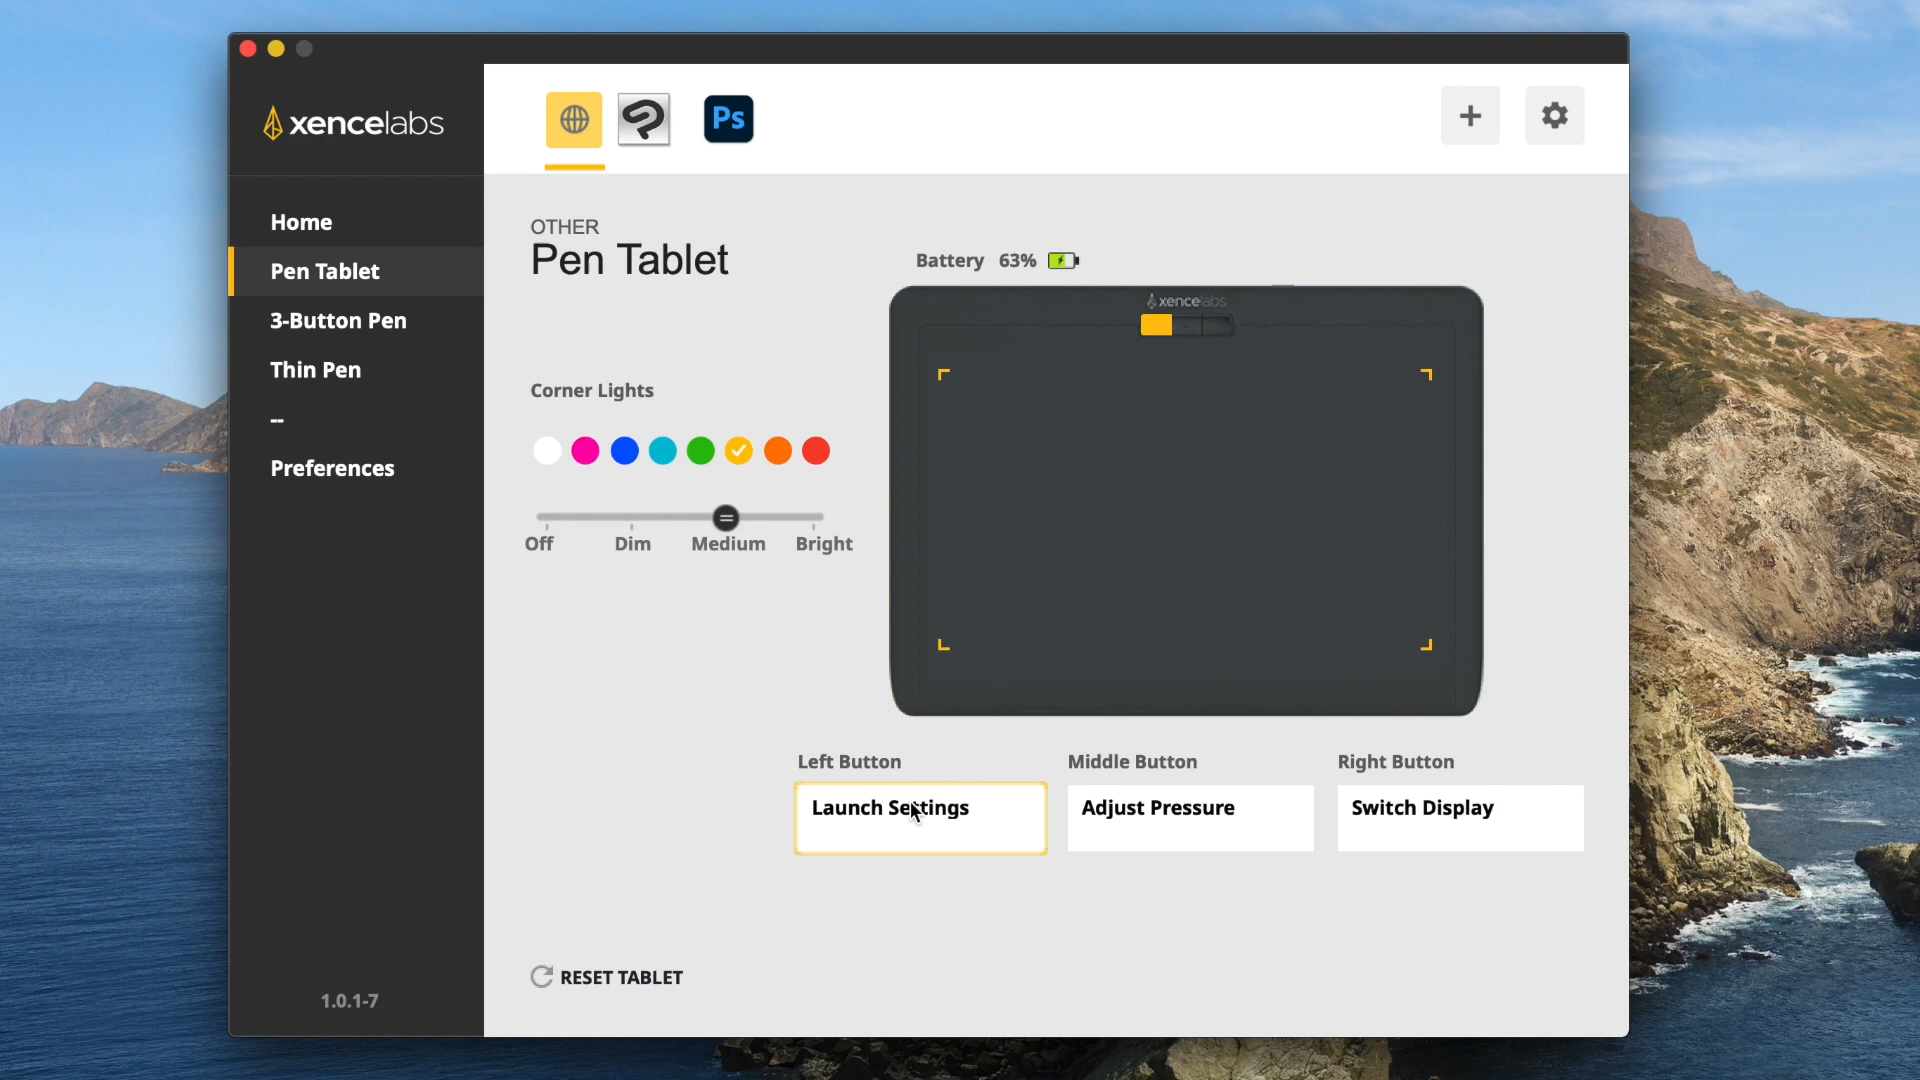 xencelabs
Ps
Home
Pen Tablet
3-Button Pen
Thin Pen
--
Preferences
1.0.1-7
OTHER
Pen Tablet
Battery 63%
xencelabs
Corner Lights
Off Dim Medium Bright
Left Button Middle Button Right Button
Launch Settings Adjust Pressure Switch Display
RESET TABLET